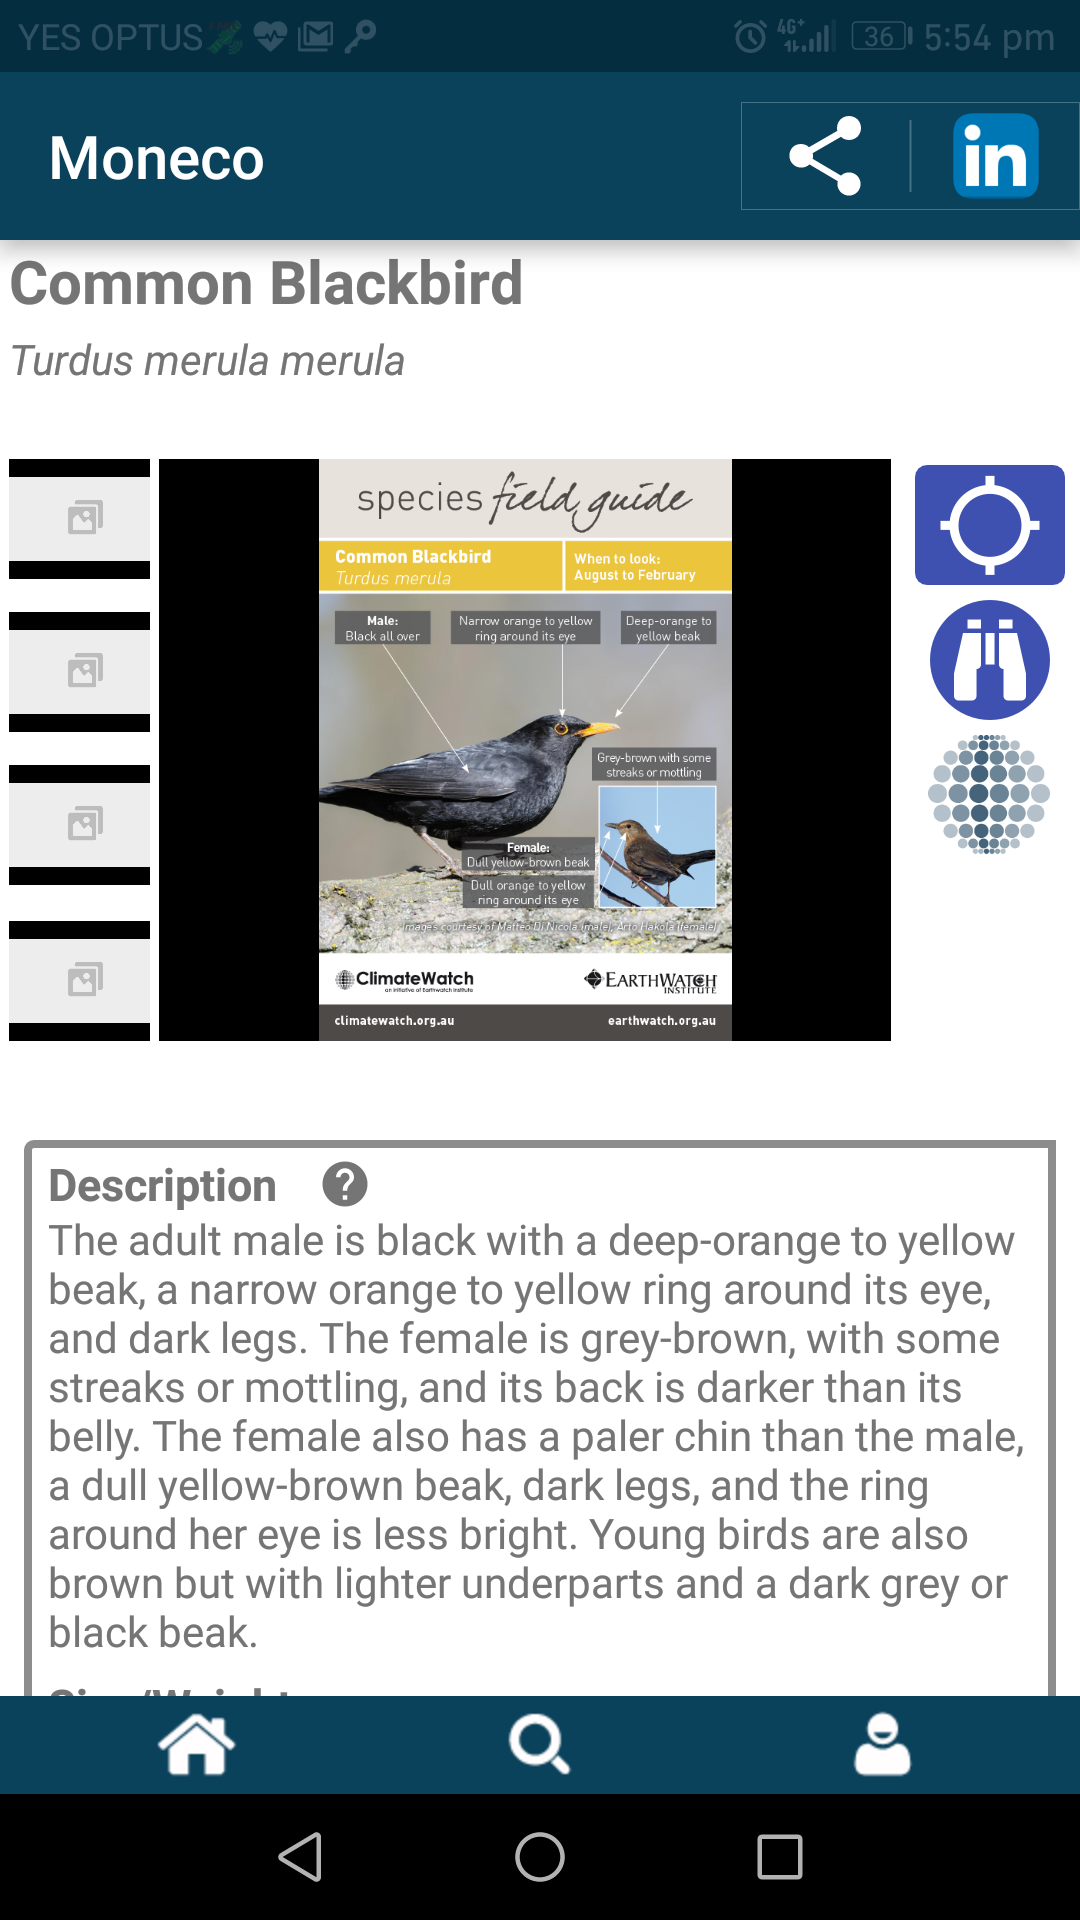 YES OPTUS
4G+ 36 5:54 pm
Moneco
in
Common Blackbird
Turdus merula merula
species field guide
Common Blackbird
Turdus merula
When to look:
August to February
Male:
Black all over
Narrow orange to yellow
ring around its eye
Deep-orange to
yellow beak
Grey-brown with some
streaks or mottling
Female:
Dull yellow-brown beak
Dull orange to yellow
ring around its eye
Images courtesy of Matteo Di Nicola (male), Arto Hakola (female)
ClimateWatch
an initiative of Earthwatch Institute
EARTHWATCH
INSTITUTE
climatewatch.org.au
earthwatch.org.au
Description ?
The adult male is black with a deep-orange to yellow
beak, a narrow orange to yellow ring around its eye,
and dark legs. The female is grey-brown, with some
streaks or mottling, and its back is darker than its
belly. The female also has a paler chin than the male,
a dull yellow-brown beak, dark legs, and the ring
around her eye is less bright. Young birds are also
brown but with lighter underparts and a dark grey or
black beak.
Size/Weight